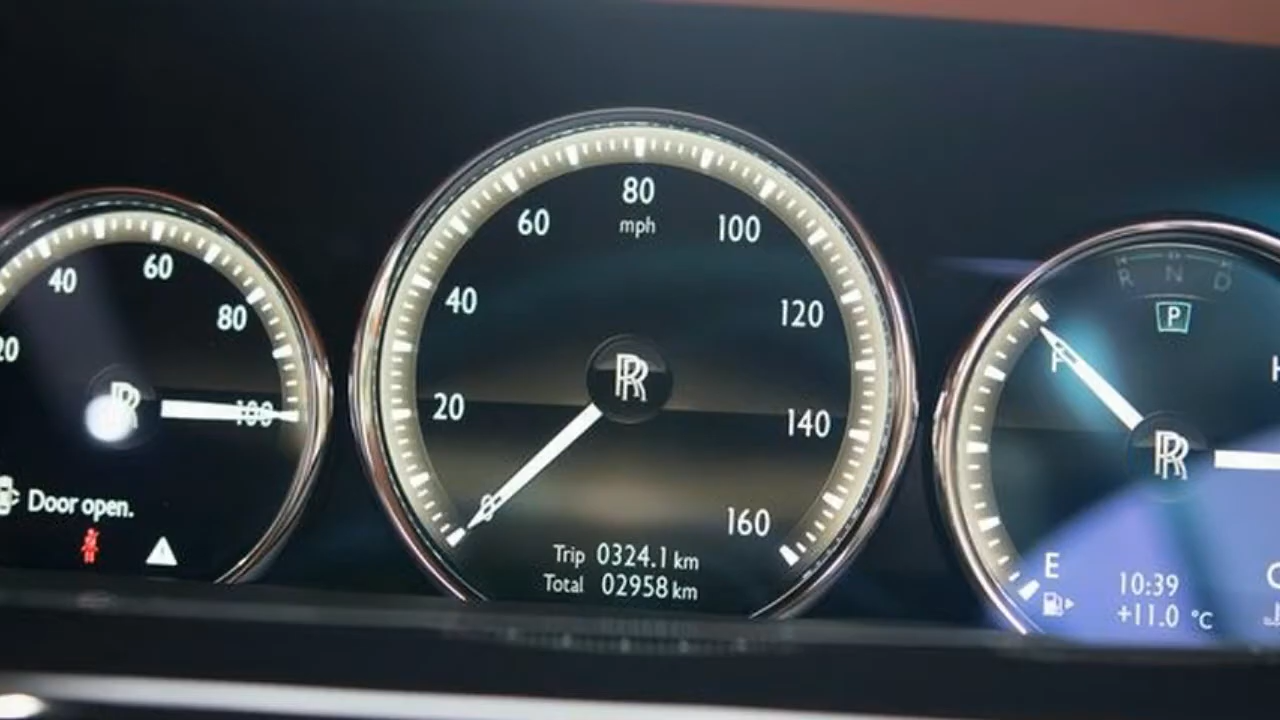 20
40
60
80
100
Door open.
0
20
40
60
80
mph
100
120
140
160
Trip 0324.1 km
Total 02958 km
R N D
P
F
E
10:39
+11.0 °C
H
C